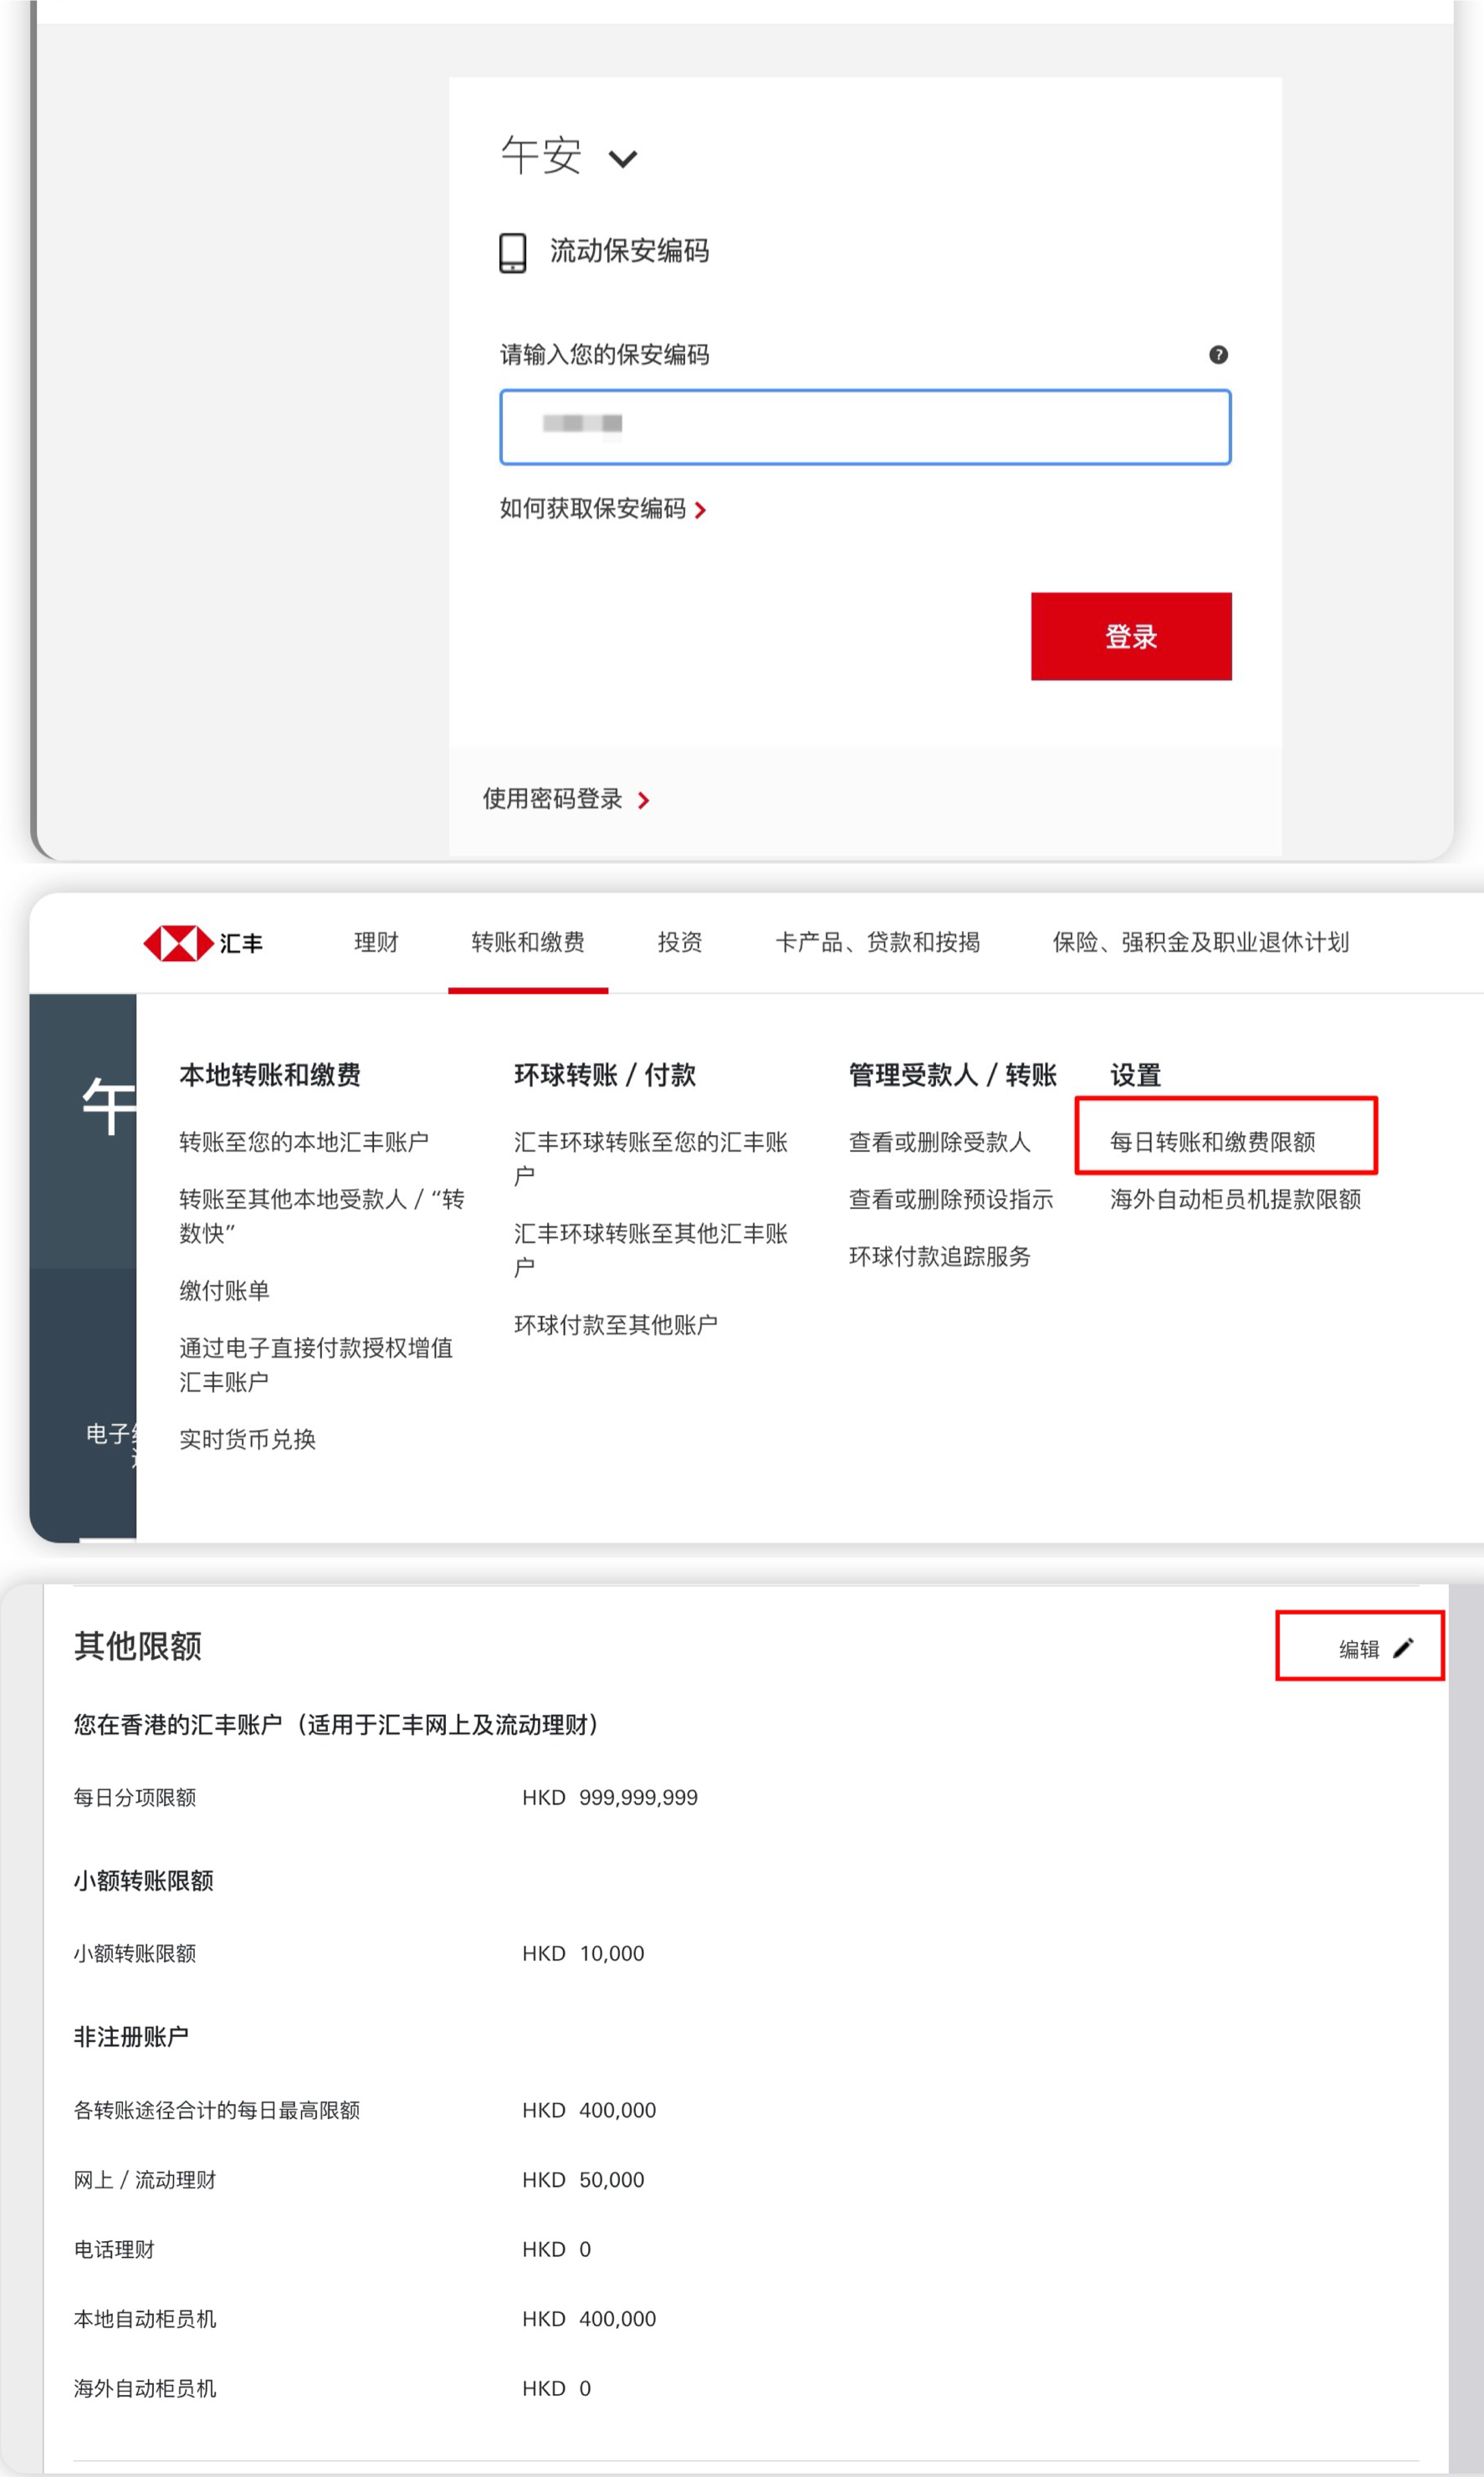 午安
流动保安编码
请输入您的保安编码
如何获取保安编码
登录
使用密码登录
汇丰 理财 转账和缴费 投资 卡产品、贷款和按揭 保险、强积金及职业退休计划
午
电子
本地转账和缴费
转账至您的本地汇丰账户
转账至其他本地受款人 / “转
数快”
缴付账单
通过电子直接付款授权增值
汇丰账户
实时货币兑换
环球转账 / 付款
汇丰环球转账至您的汇丰账
户
汇丰环球转账至其他汇丰账
户
环球付款至其他账户
管理受款人 / 转账
查看或删除受款人
查看或删除预设指示
环球付款追踪服务
设置
每日转账和缴费限额
海外自动柜员机提款限额
其他限额
编辑
您在香港的汇丰账户（适用于汇丰网上及流动理财）
每日分项限额 HKD 999,999,999
小额转账限额
小额转账限额 HKD 10,000
非注册账户
各转账途径合计的每日最高限额 HKD 400,000
网上 / 流动理财 HKD 50,000
电话理财 HKD 0
本地自动柜员机 HKD 400,000
海外自动柜员机 HKD 0